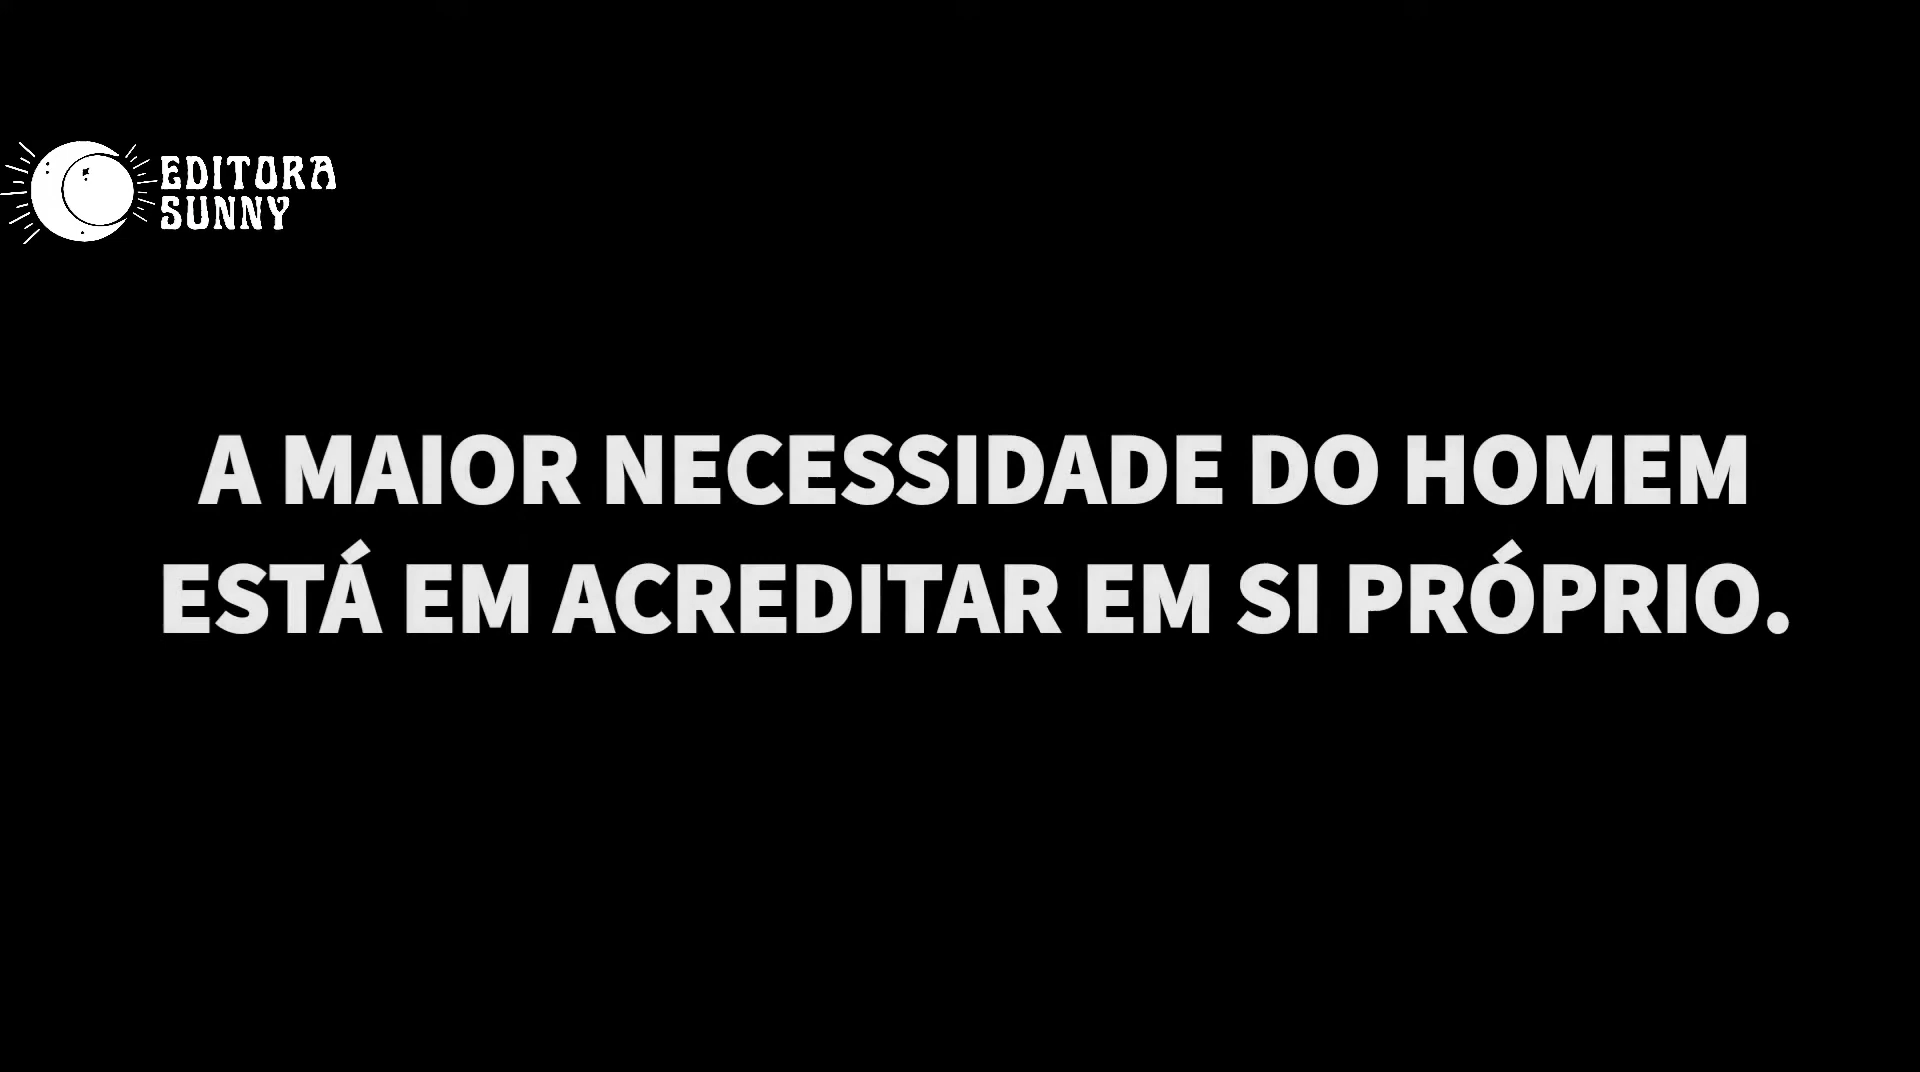 EDITORA
SUNNY
A MAIOR NECESSIDADE DO HOMEM
ESTÁ EM ACREDITAR EM SI PRÓPRIO.